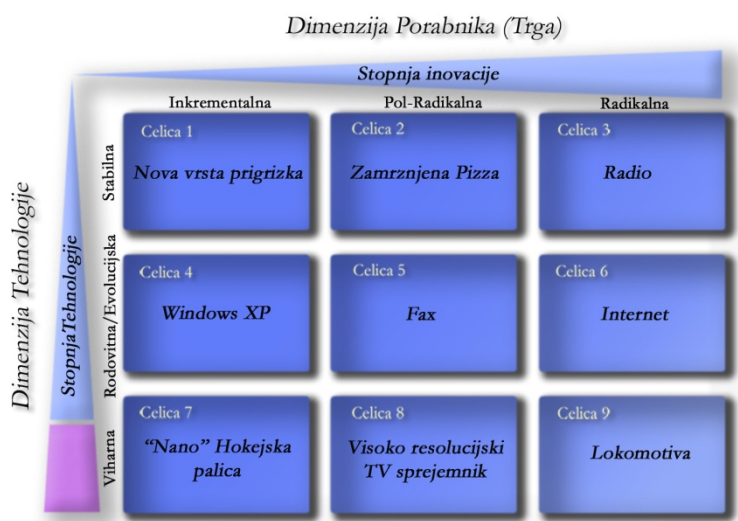 Dimenzija Porabnika (Trga)
Stopnja inovacije
Inkrementalna
Pol-Radikalna
Radikalna
Dimenzija Tehnologije
StopnjaTehnologije
Stabilna
Celica 1
Nova vrsta prigrizka
Celica 2
Zamrznjena Pizza
Celica 3
Radio
Rodovitna/Evolucijska
Celica 4
Windows XP
Celica 5
Fax
Celica 6
Internet
Viharna
Celica 7
“Nano” Hokejska
palica
Celica 8
Visoko resolucijski
TV sprejemnik
Celica 9
Lokomotiva